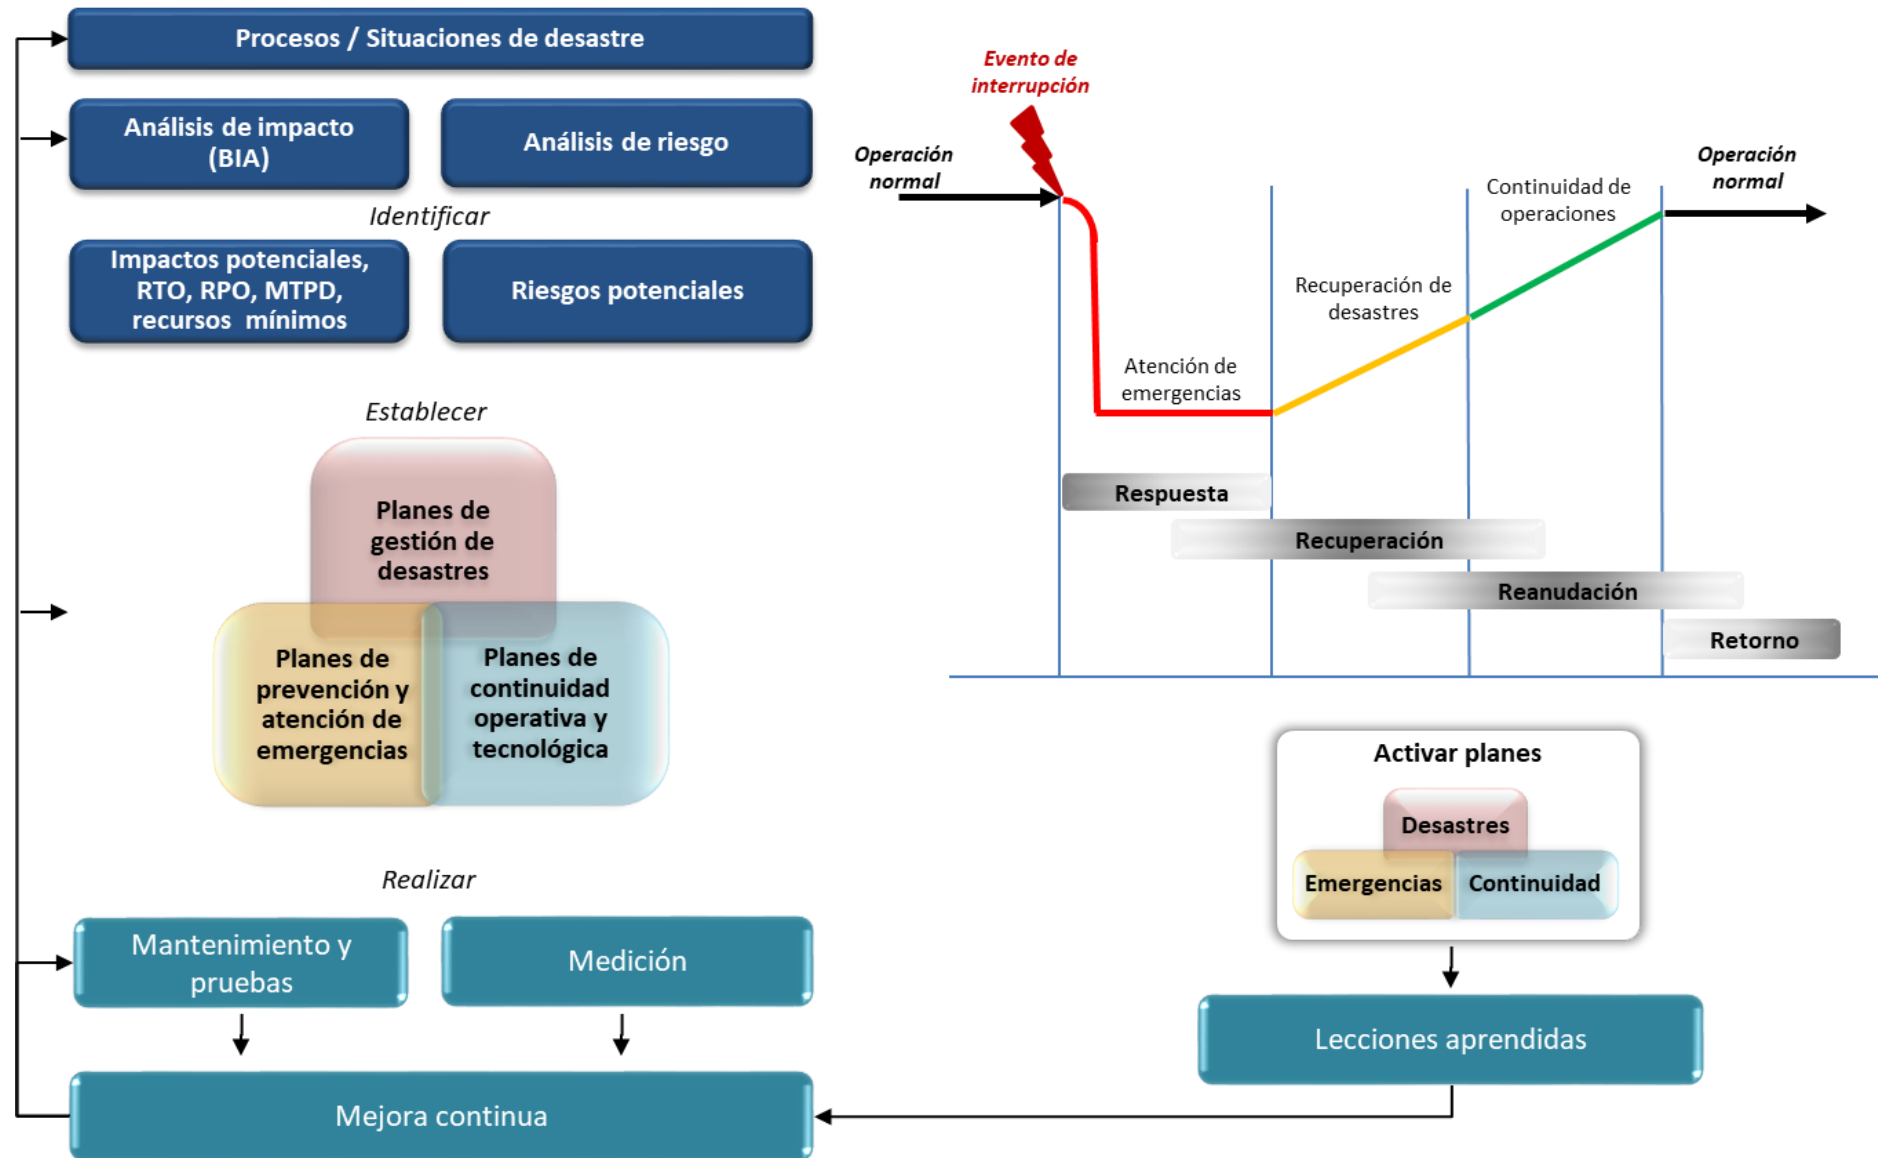 Procesos / Situaciones de desastre
Análisis de impacto
(BIA)
Análisis de riesgo
Identificar
Impactos potenciales,
RTO, RPO, MTPD,
recursos mínimos
Riesgos potenciales
Establecer
Planes de
gestión de
desastres
Planes de
prevención y
atención de
emergencias
Planes de
continuidad
operativa y
tecnológica
Realizar
Mantenimiento y
pruebas
Medición
Mejora continua
Evento de
interrupción
Operación
normal
Operación
normal
Continuidad de
operaciones
Recuperación de
desastres
Atención de
emergencias
Respuesta
Recuperación
Reanudación
Retorno
Activar planes
Desastres
Emergencias
Continuidad
Lecciones aprendidas